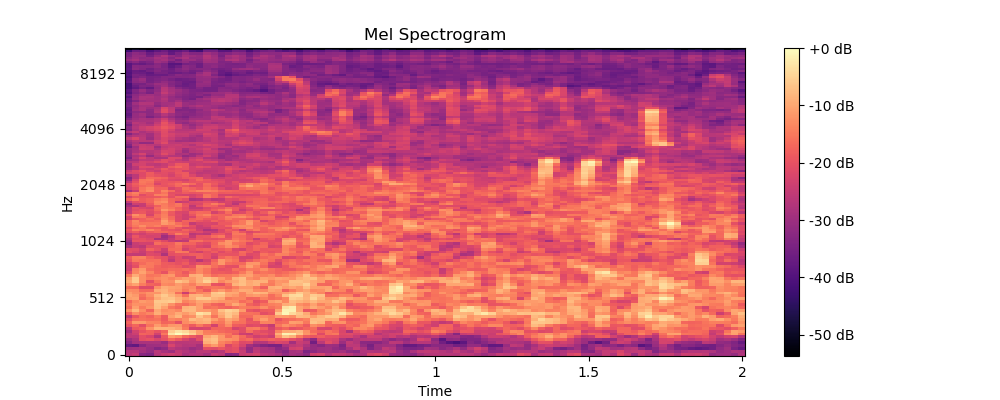 Mel Spectrogram
Hz
8192
4096
2048
1024
512
0
0 0.5 1 1.5 2
Time
+0 dB
-10 dB
-20 dB
-30 dB
-40 dB
-50 dB